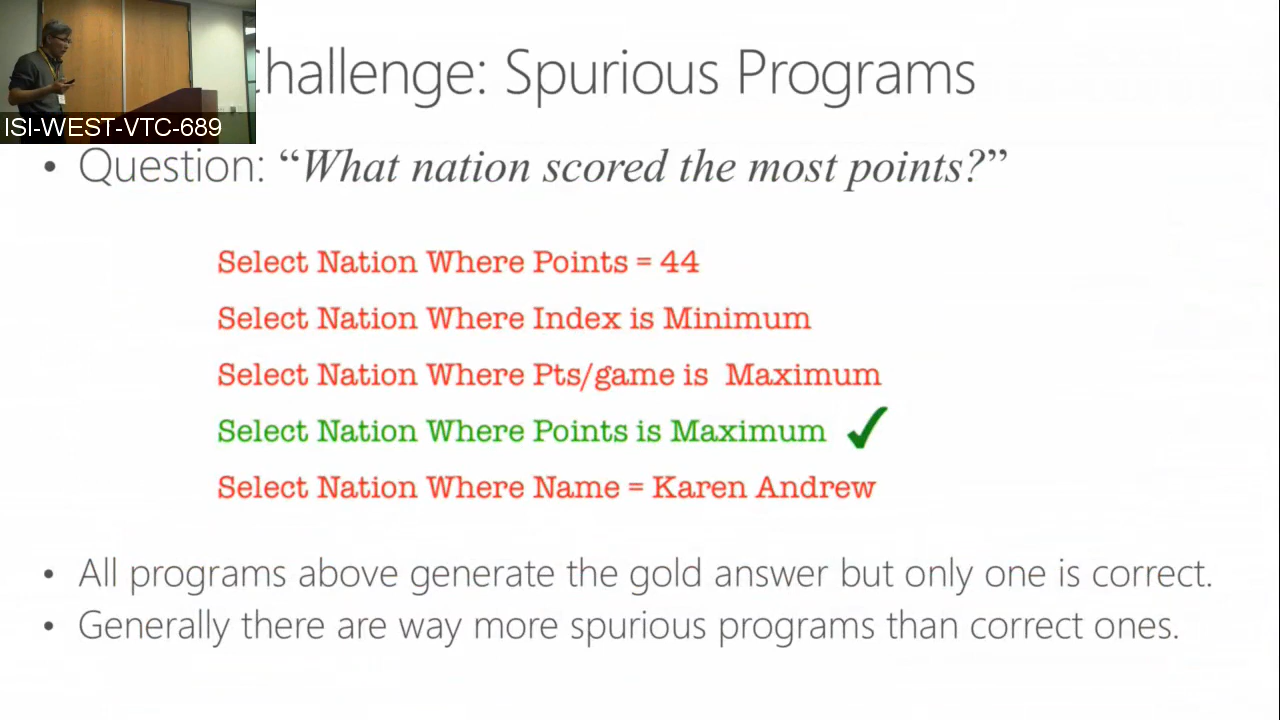 hallenge: Spurious Programs
ISI-WEST-VTC-689
• Question: “What nation scored the most points?”
Select Nation Where Points = 44
Select Nation Where Index is Minimum
Select Nation Where Pts/game is Maximum
Select Nation Where Points is Maximum ✓
Select Nation Where Name = Karen Andrew
• All programs above generate the gold answer but only one is correct.
• Generally there are way more spurious programs than correct ones.